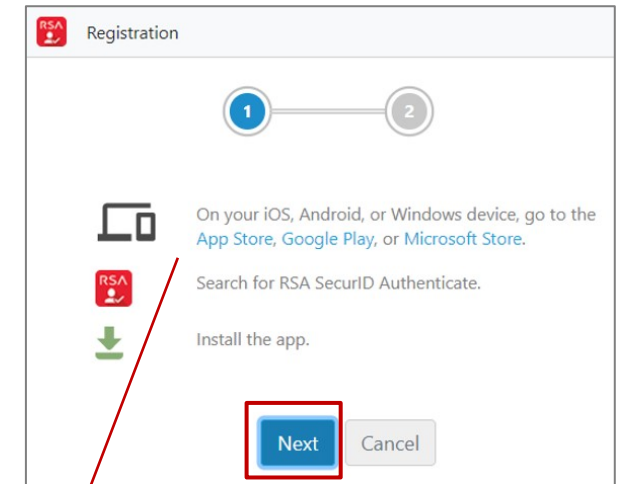 RSA
Registration
1
2
On your iOS, Android, or Windows device, go to the
App Store, Google Play, or Microsoft Store.
RSA
Search for RSA SecurID Authenticate.
Install the app.
Next
Cancel